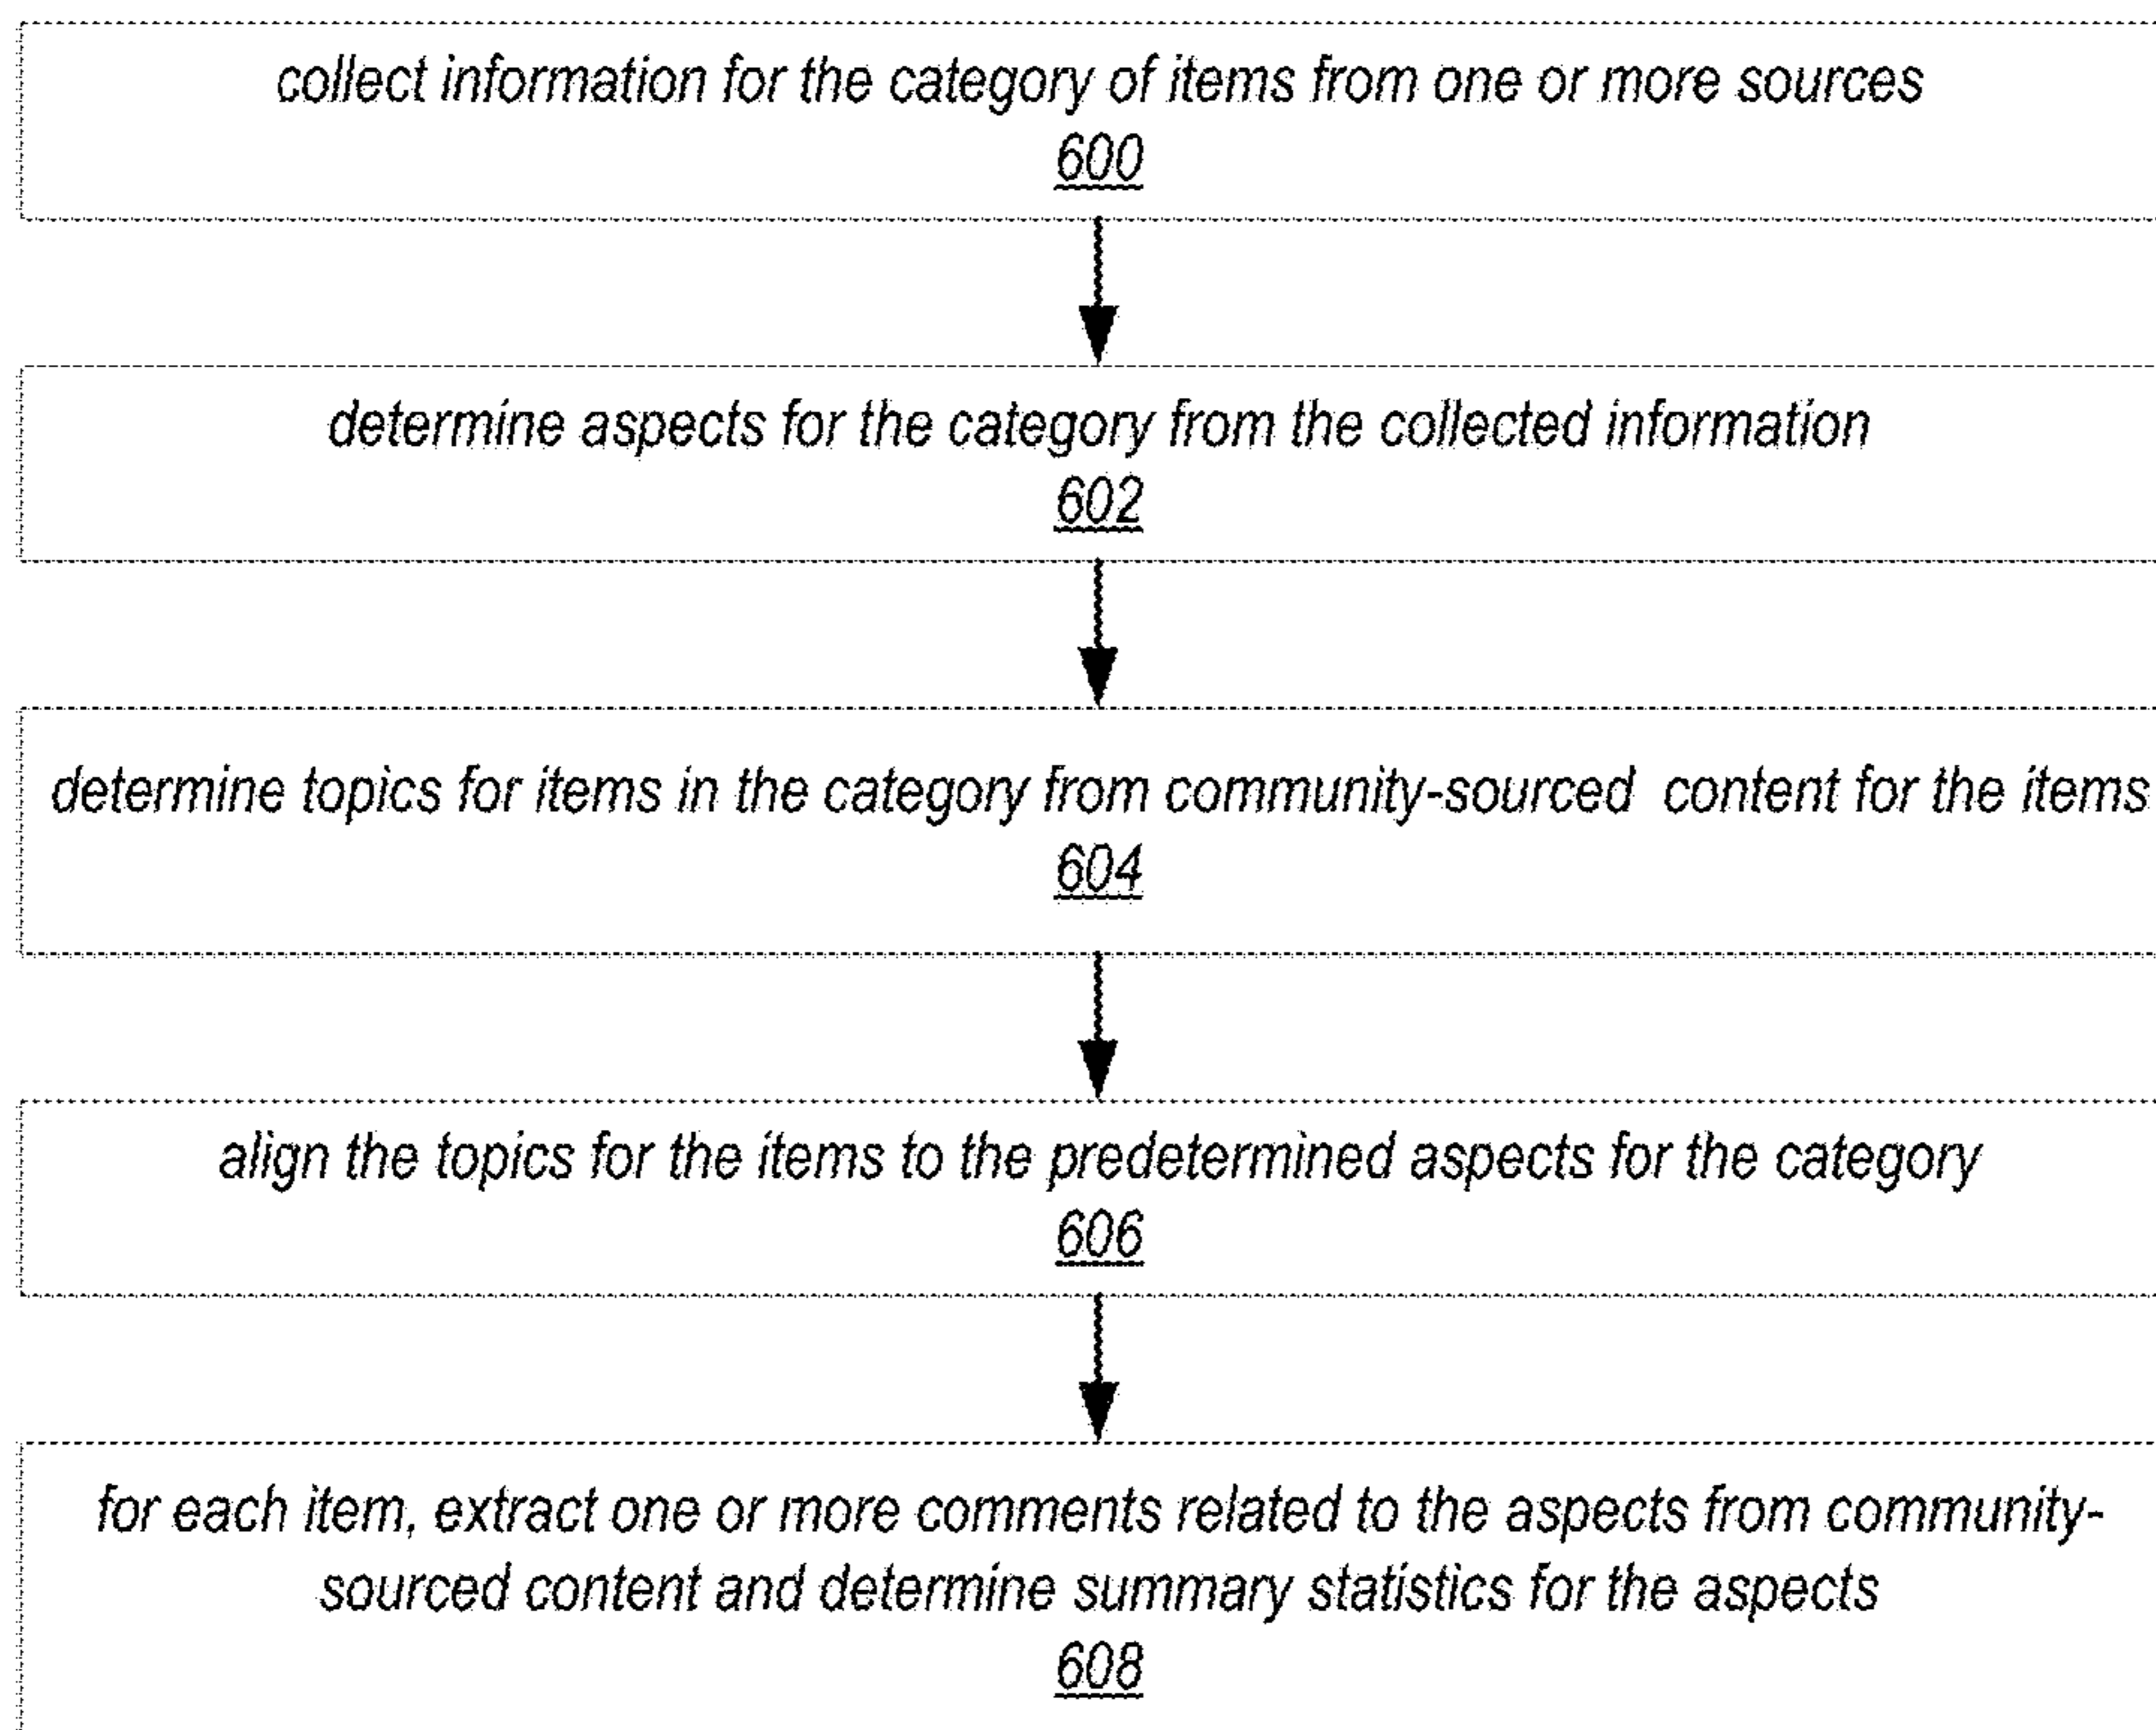 collect information for the category of items from one or more sources
600
determine aspects for the category from the collected information
602
determine topics for items in the category from community-sourced content for the items
604
align the topics for the items to the predetermined aspects for the category
606
for each item, extract one or more comments related to the aspects from community-
sourced content and determine summary statistics for the aspects
608